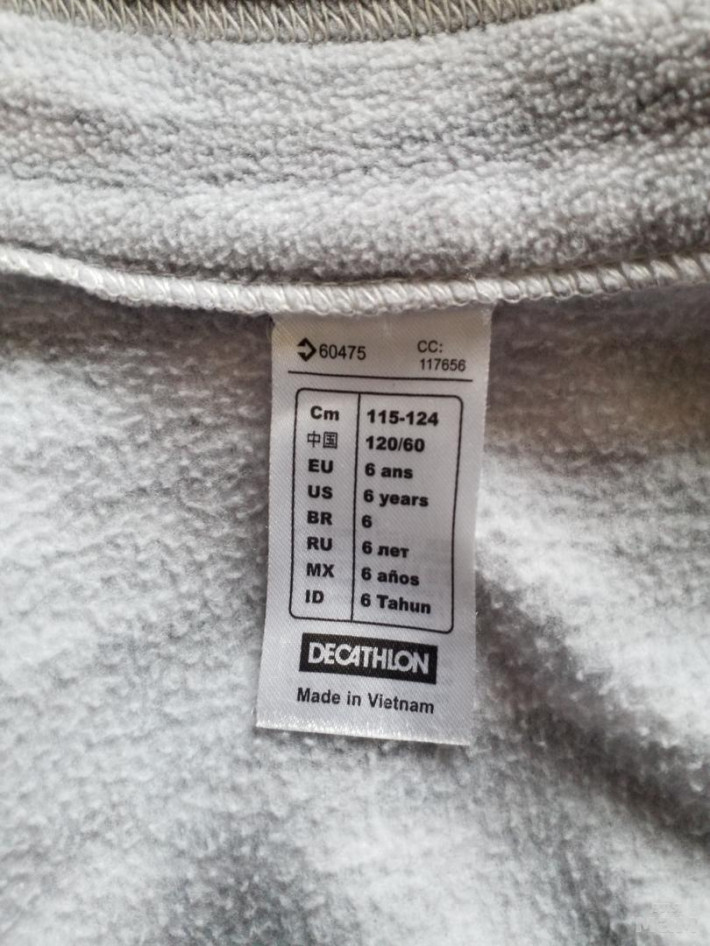 60475 CC:
117656
Cm 115-124
中国 120/60
EU 6 ans
US 6 years
BR 6
RU 6 лет
MX 6 años
ID 6 Tahun
DECATHLON
Made in Vietnam